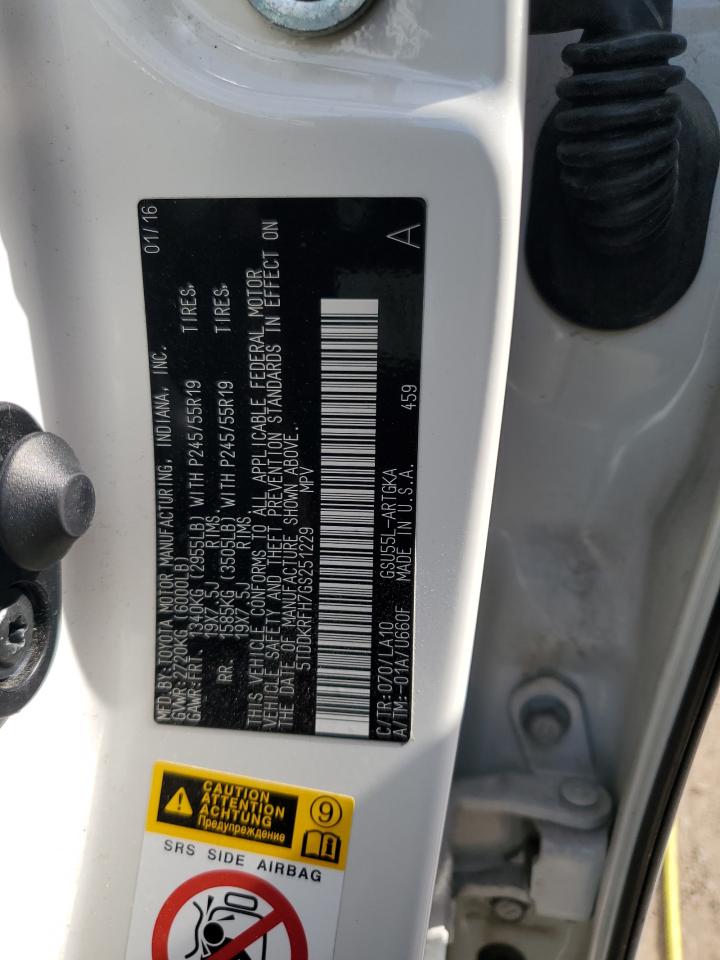 MFD.BY:TOYOTA MOTOR MANUFACTURING, INDIANA, INC. 01/16
GVWR:2720KG (6000LB)
GAWR:FRT. 1340KG (2955LB) WITH P245/55R19 TIRES,
19X7.5J RIMS
RR. 1585KG (3505LB) WITH P245/55R19 TIRES,
19X7.5J RIMS
THIS VEHICLE CONFORMS TO ALL APPLICABLE FEDERAL MOTOR
VEHICLE SAFETY AND THEFT PREVENTION STANDARDS IN EFFECT ON
THE DATE OF MANUFACTURE SHOWN ABOVE.
5TDDKRFH7GS251229 MPV
A
C/TR:070/LA10 GSU55L-ARTGKA
A/TM:-01A/U660F MADE IN U.S.A. 459
CAUTION
ATTENTION
ACHTUNG
Предупреждение
9
SRS SIDE AIRBAG